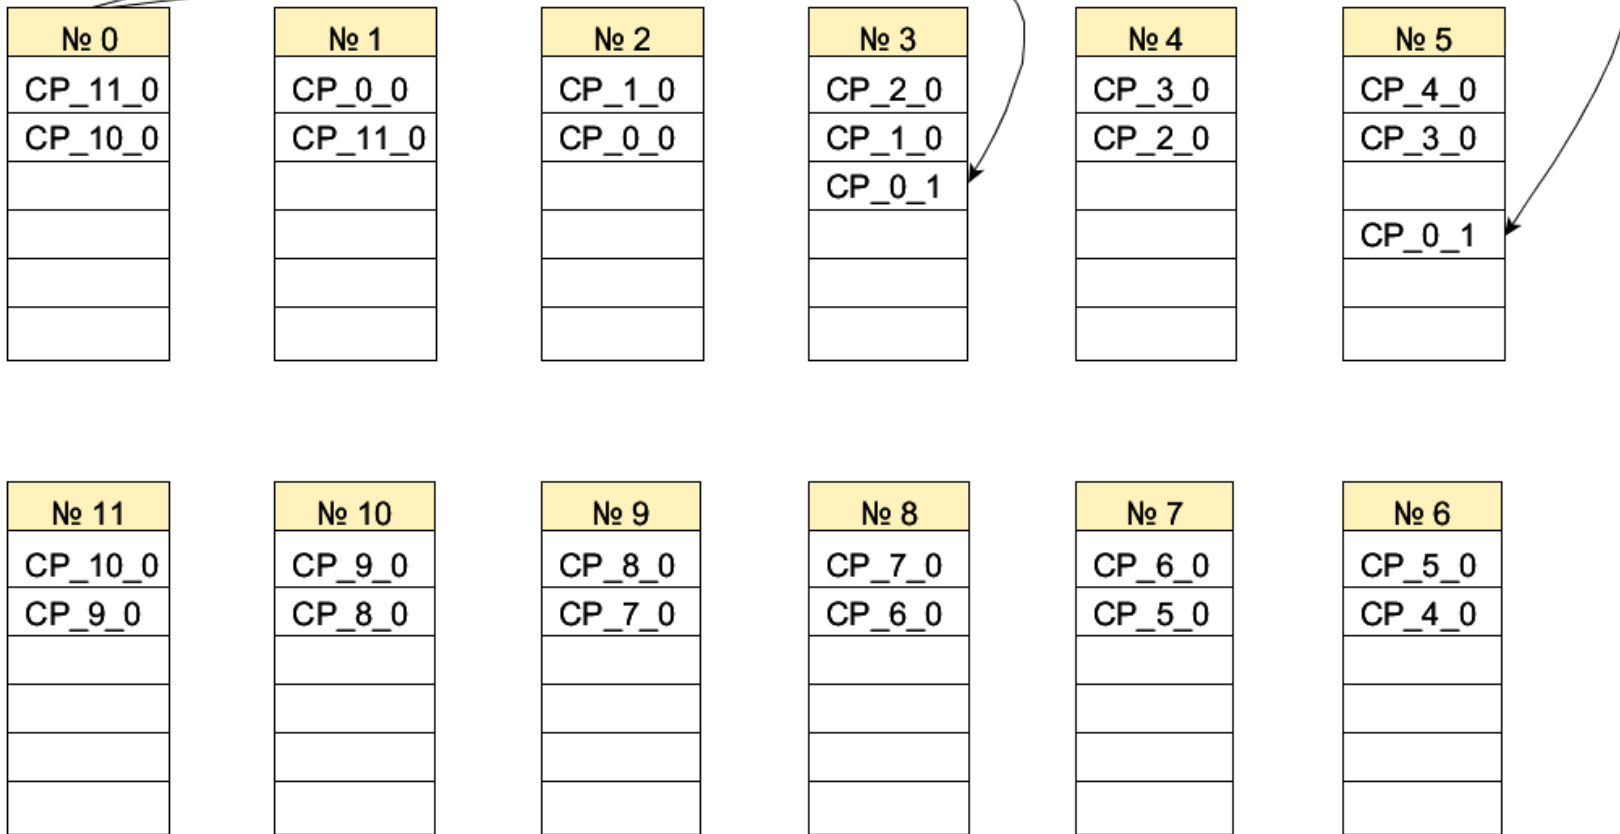 № 0 № 1 № 2 № 3 № 4 № 5
CP_11_0 CP_0_0 CP_1_0 CP_2_0 CP_3_0 CP_4_0
CP_10_0 CP_11_0 CP_0_0 CP_1_0 CP_2_0 CP_3_0
CP_0_1
CP_0_1
№ 11 № 10 № 9 № 8 № 7 № 6
CP_10_0 CP_9_0 CP_8_0 CP_7_0 CP_6_0 CP_5_0
CP_9_0 CP_8_0 CP_7_0 CP_6_0 CP_5_0 CP_4_0